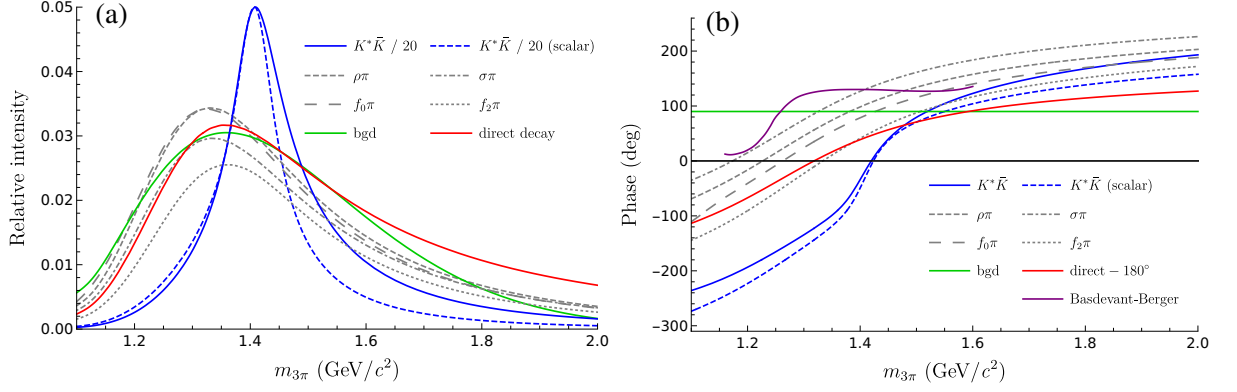 (a)
0.05
0.04
0.03
0.02
0.01
0.00
Relative intensity
1.2 1.4 1.6 1.8 2.0
m3π (GeV/c²)
K*K̄ / 20 K*K̄ / 20 (scalar)
ρπ σπ
f₀π f₂π
bgd direct decay
(b)
200
100
0
−100
−200
−300
Phase (deg)
1.2 1.4 1.6 1.8 2.0
m3π (GeV/c²)
K*K̄ K*K̄ (scalar)
ρπ σπ
f₀π f₂π
bgd direct − 180°
Basdevant-Berger